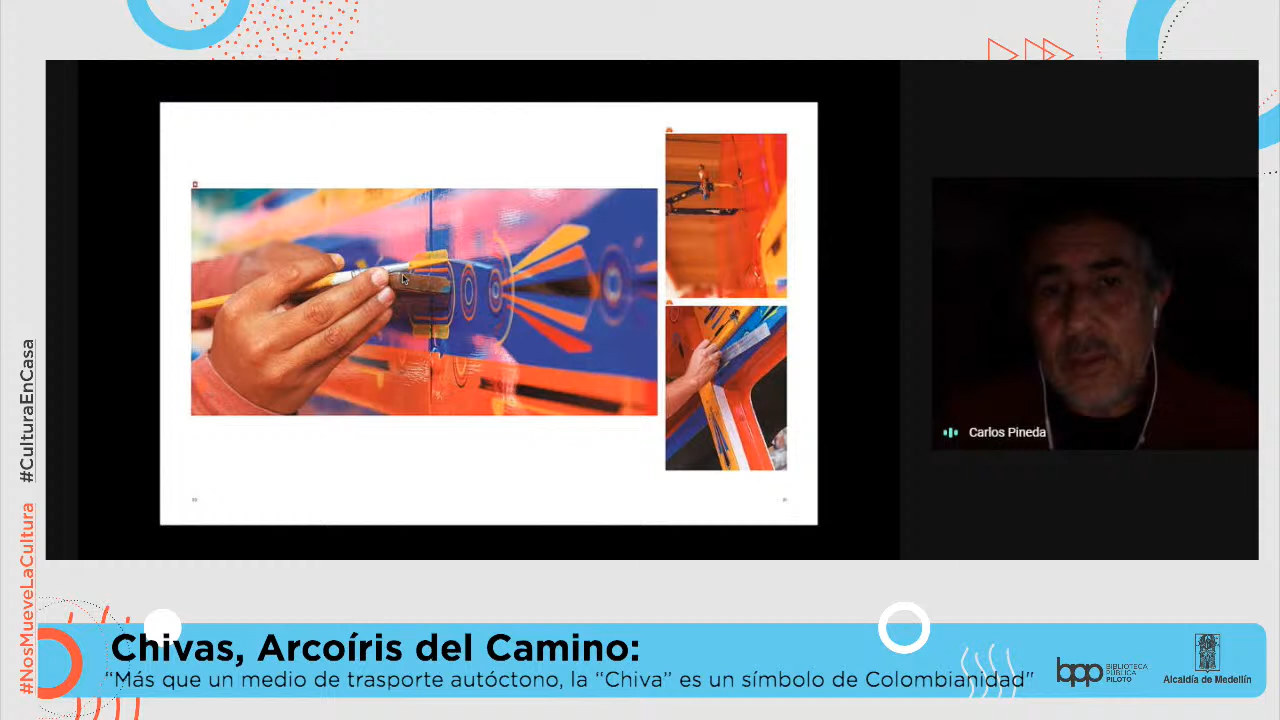 Carlos Pineda
#CulturaEnCasa
#NosMueveLaCultura
Chivas, Arcoíris del Camino:
“Más que un medio de trasporte autóctono, la “Chiva” es un símbolo de Colombianidad"
bpp BIBLIOTECA
PÚBLICA
PILOTO
Alcaldía de Medellín